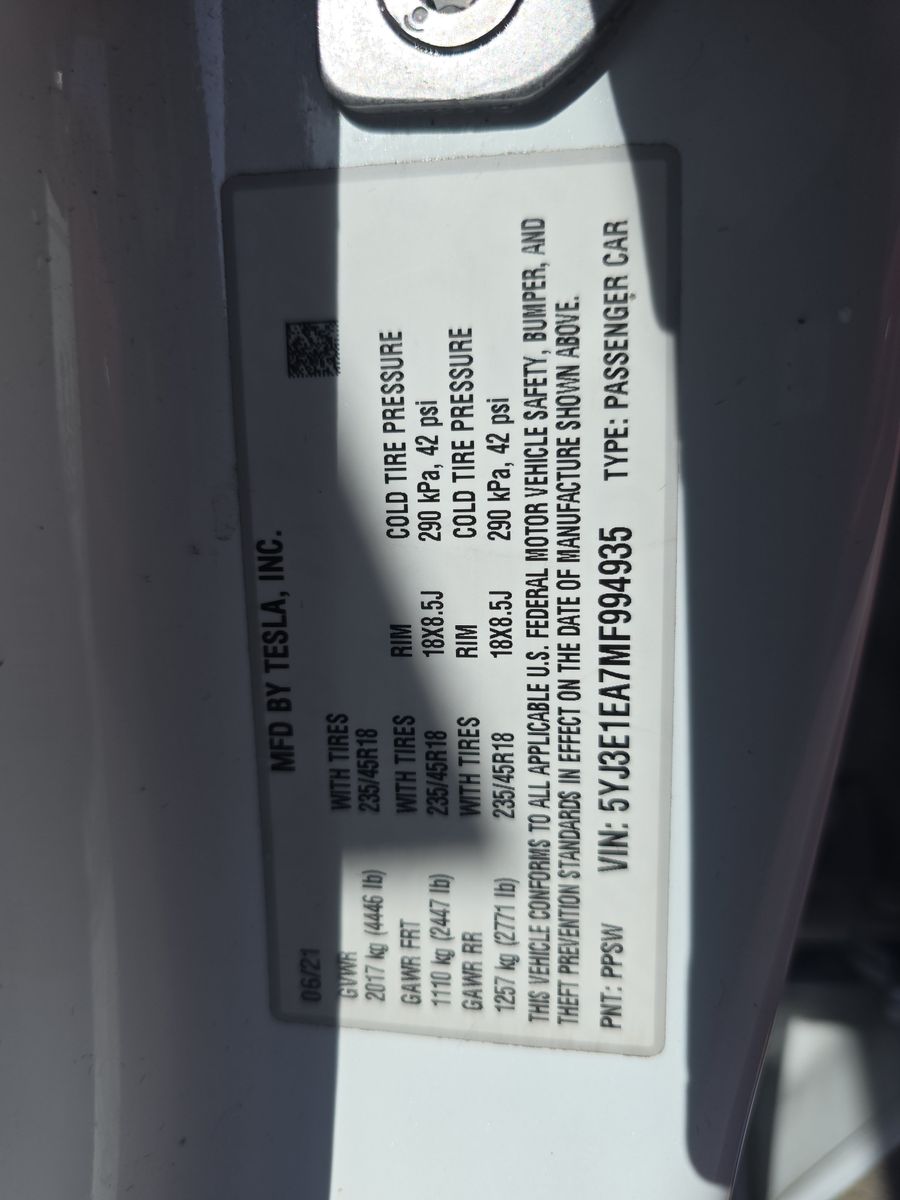 MFD BY TESLA, INC.
06/21
GVWR WITH TIRES
2017 kg (4446 lb) 235/45R18
GAWR FRT WITH TIRES RIM COLD TIRE PRESSURE
1110 kg (2447 lb) 235/45R18 18X8.5J 290 kPa, 42 psi
GAWR RR WITH TIRES RIM COLD TIRE PRESSURE
1257 kg (2771 lb) 235/45R18 18X8.5J 290 kPa, 42 psi
THIS VEHICLE CONFORMS TO ALL APPLICABLE U.S. FEDERAL MOTOR VEHICLE SAFETY, BUMPER, AND
THEFT PREVENTION STANDARDS IN EFFECT ON THE DATE OF MANUFACTURE SHOWN ABOVE.
PNT: PPSW VIN: 5YJ3E1EA7MF994935 TYPE: PASSENGER CAR